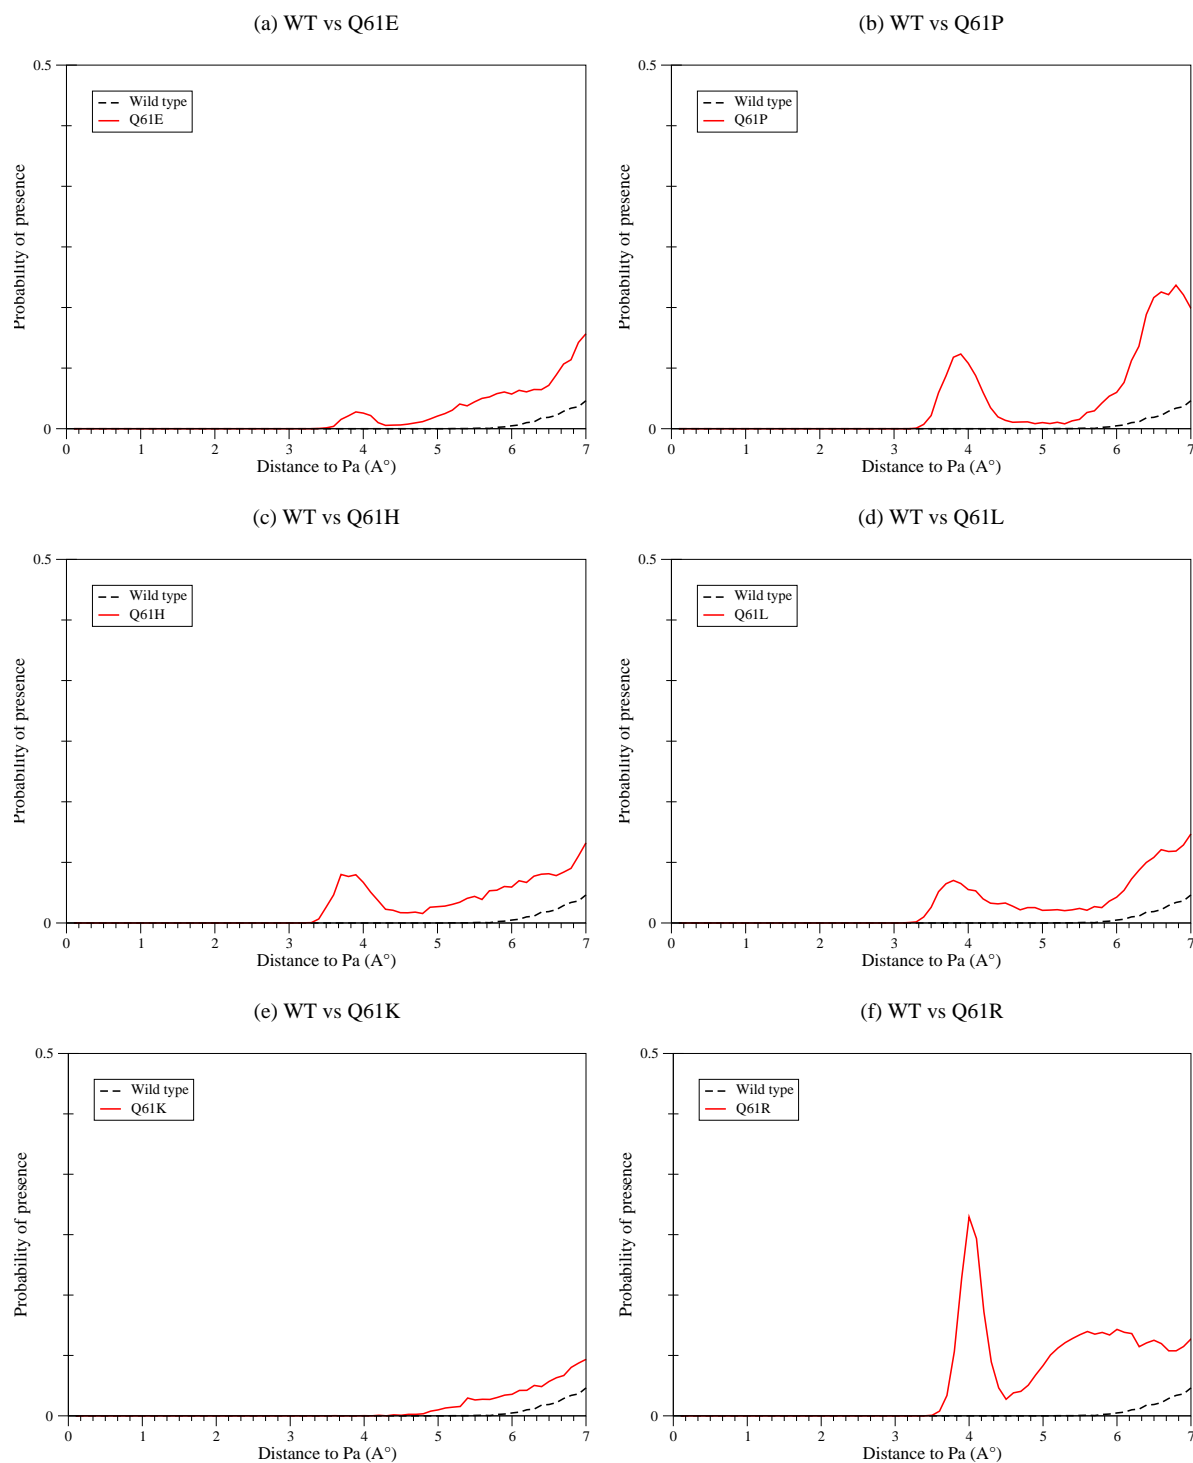 (a) WT vs Q61E
0.5
Wild type
Q61E
Probability of presence
0
0 1 2 3 4 5 6 7
Distance to Pa (A°)
(b) WT vs Q61P
0.5
Wild type
Q61P
Probability of presence
0
0 1 2 3 4 5 6 7
Distance to Pa (A°)
(c) WT vs Q61H
0.5
Wild type
Q61H
Probability of presence
0
0 1 2 3 4 5 6 7
Distance to Pa (A°)
(d) WT vs Q61L
0.5
Wild type
Q61L
Probability of presence
0
0 1 2 3 4 5 6 7
Distance to Pa (A°)
(e) WT vs Q61K
0.5
Wild type
Q61K
Probability of presence
0
0 1 2 3 4 5 6 7
Distance to Pa (A°)
(f) WT vs Q61R
0.5
Wild type
Q61R
Probability of presence
0
0 1 2 3 4 5 6 7
Distance to Pa (A°)